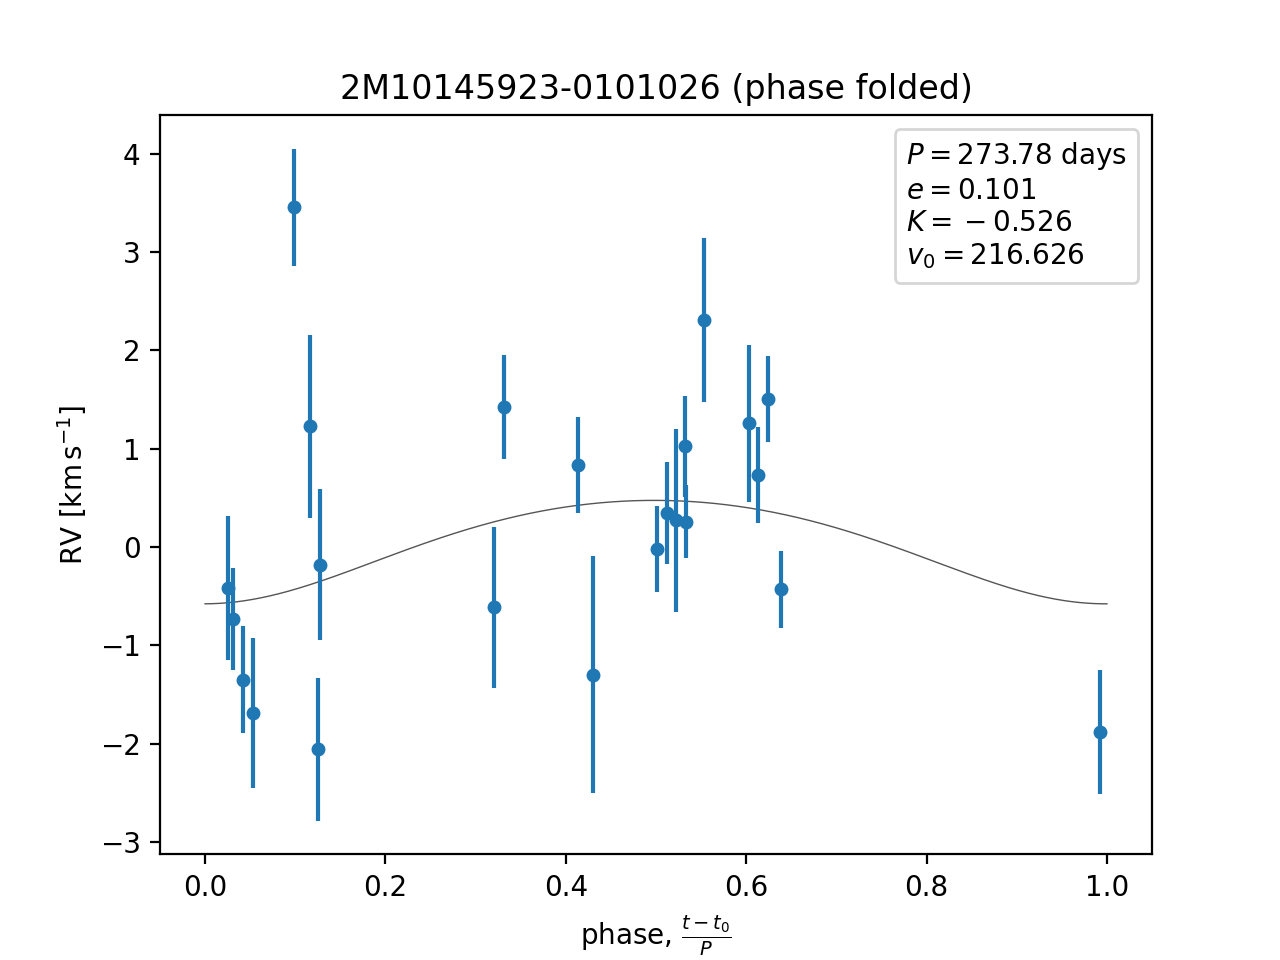 2M10145923-0101026 (phase folded)
P = 273.78 days
e = 0.101
K = −0.526
v₀ = 216.626
RV [km s⁻¹]
4
3
2
1
0
−1
−2
−3
0.0 0.2 0.4 0.6 0.8 1.0
phase, (t − t₀)/P